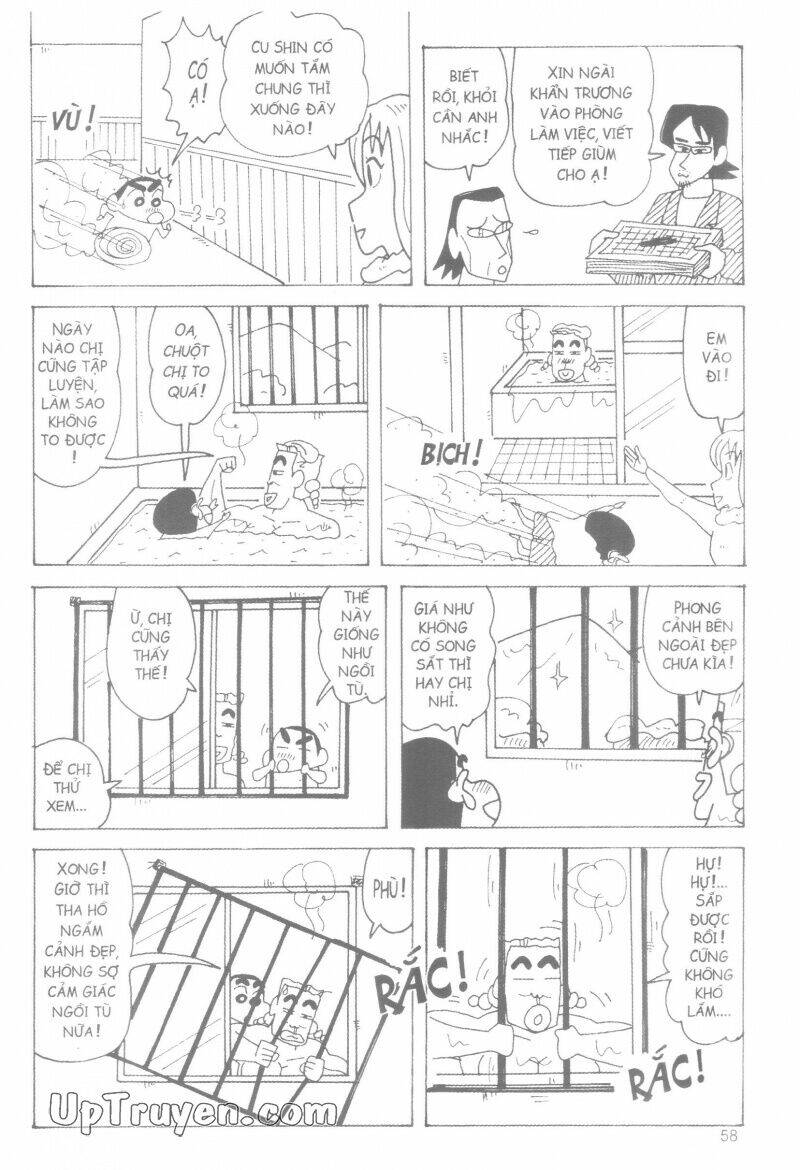 XIN NGÀI
KHẨN TRƯƠNG
VÀO PHÒNG
LÀM VIỆC, VIẾT
TIẾP GIÙM
CHO Ạ!
BIẾT
RỒI, KHỎI
CẦN ANH
NHẮC!
CU SHIN CÓ
MUỐN TẮM
CHUNG THÌ
XUỐNG ĐÂY
NÀO!
CÓ
Ạ!
VÙ!
EM
VÀO
ĐI!
BỊCH!
OA,
CHUỘT
CHỊ TO
QUÁ!
NGÀY
NÀO CHỊ
CŨNG TẬP
LUYỆN,
LÀM SAO
KHÔNG
TO ĐƯỢC
!
PHONG
CẢNH BÊN
NGOÀI ĐẸP
CHƯA KÌA!
GIÁ NHƯ
KHÔNG
CÓ SONG
SẮT THÌ
HAY CHỊ
NHỈ.
THẾ
NÀY
GIỐNG
NHƯ
NGỒI
TÙ.
Ừ, CHỊ
CŨNG
THẤY
THẾ!
ĐỂ CHỊ
THỬ
XEM...
HỰ!
HỰ!...
SẮP
ĐƯỢC
RỒI!
CŨNG
KHÔNG
KHÓ
LẮM....
RẮC!
RẮC!
PHÙ!
XONG!
GIỜ THÌ
THA HỒ
NGẮM
CẢNH ĐẸP,
KHÔNG SỢ
CẢM GIÁC
NGỒI TÙ
NỮA!
UpTruyen.com
58